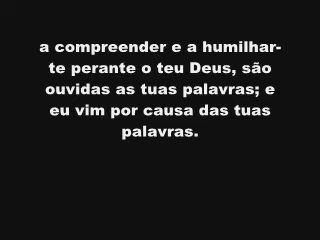 a compreender e a humilhar-
te perante o teu Deus, são
ouvidas as tuas palavras; e
eu vim por causa das tuas
palavras.